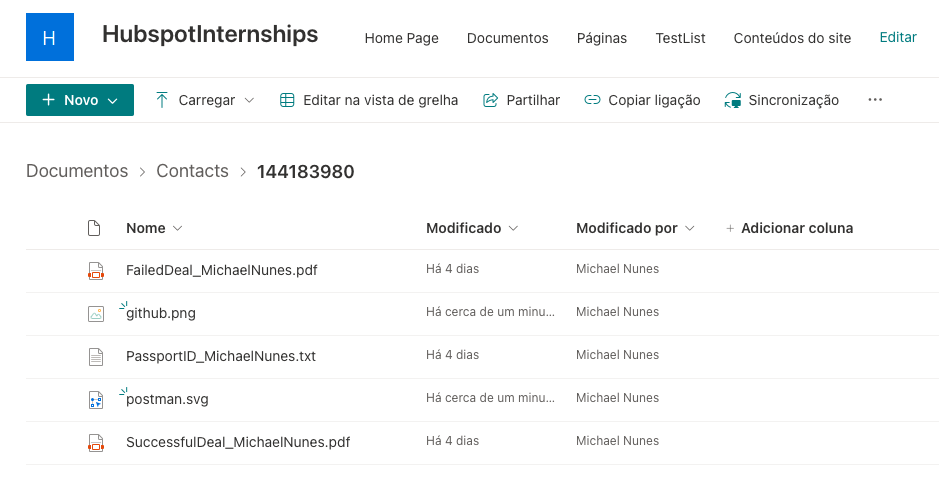 H HubspotInternships Home Page Documentos Páginas TestList Conteúdos do site Editar
+ Novo Carregar Editar na vista de grelha Partilhar Copiar ligação Sincronização ...
Documentos > Contacts > 144183980
Nome Modificado Modificado por + Adicionar coluna
FailedDeal_MichaelNunes.pdf Há 4 dias Michael Nunes
github.png Há cerca de um minu... Michael Nunes
PassportID_MichaelNunes.txt Há 4 dias Michael Nunes
postman.svg Há cerca de um minu... Michael Nunes
SuccessfulDeal_MichaelNunes.pdf Há 4 dias Michael Nunes